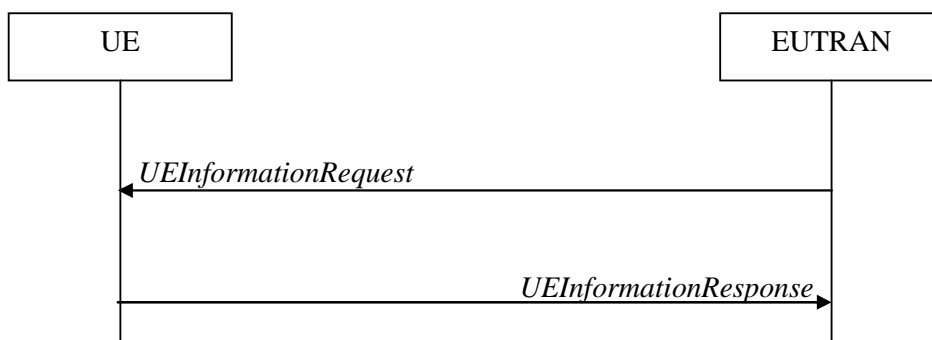 UE
EUTRAN
UEInformationRequest
UEInformationResponse